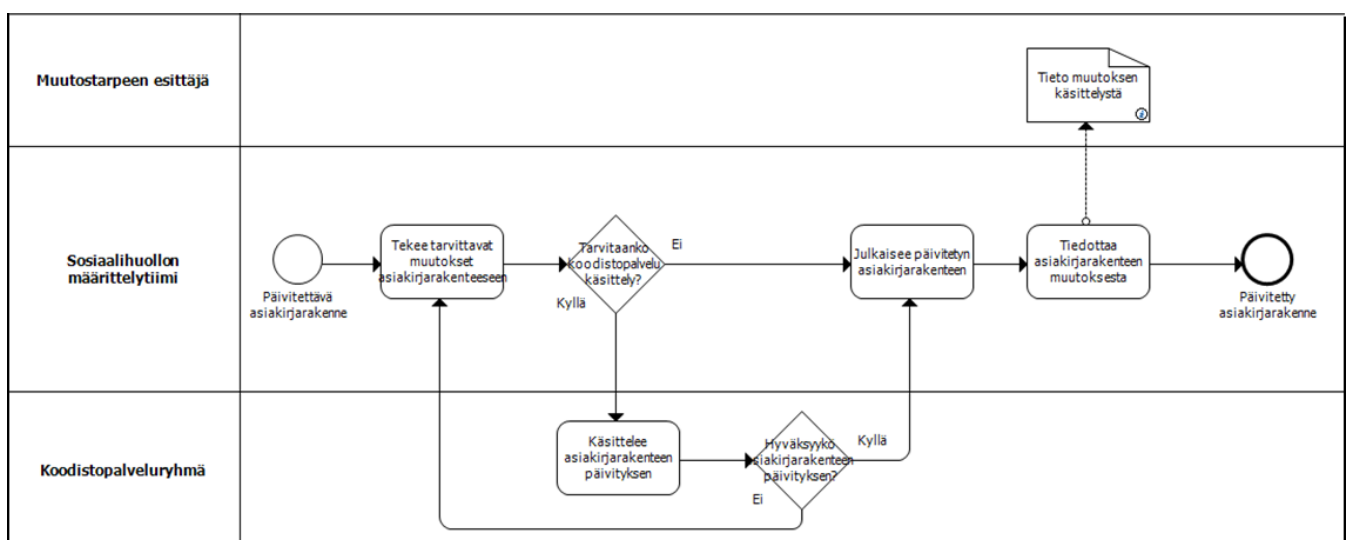 Muutostarpeen esittäjä
Tieto muutoksen
käsittelystä
Sosiaalihuollon
määrittelytiimi
Päivitettävä
asiakirjarakenne
Tekee tarvittavat
muutokset
asiakirjarakenteeseen
Tarvitaanko
koodistopalvelu
käsittely?
Ei
Kyllä
Julkaisee päivitetyn
asiakirjarakenteen
Tiedottaa
asiakirjarakenteen
muutoksesta
Päivitetty
asiakirjarakenne
Koodistopalveluryhmä
Käsittelee
asiakirjarakenteen
päivityksen
Hyväksyykö
asiakirjarakenteen
päivityksen?
Kyllä
Ei